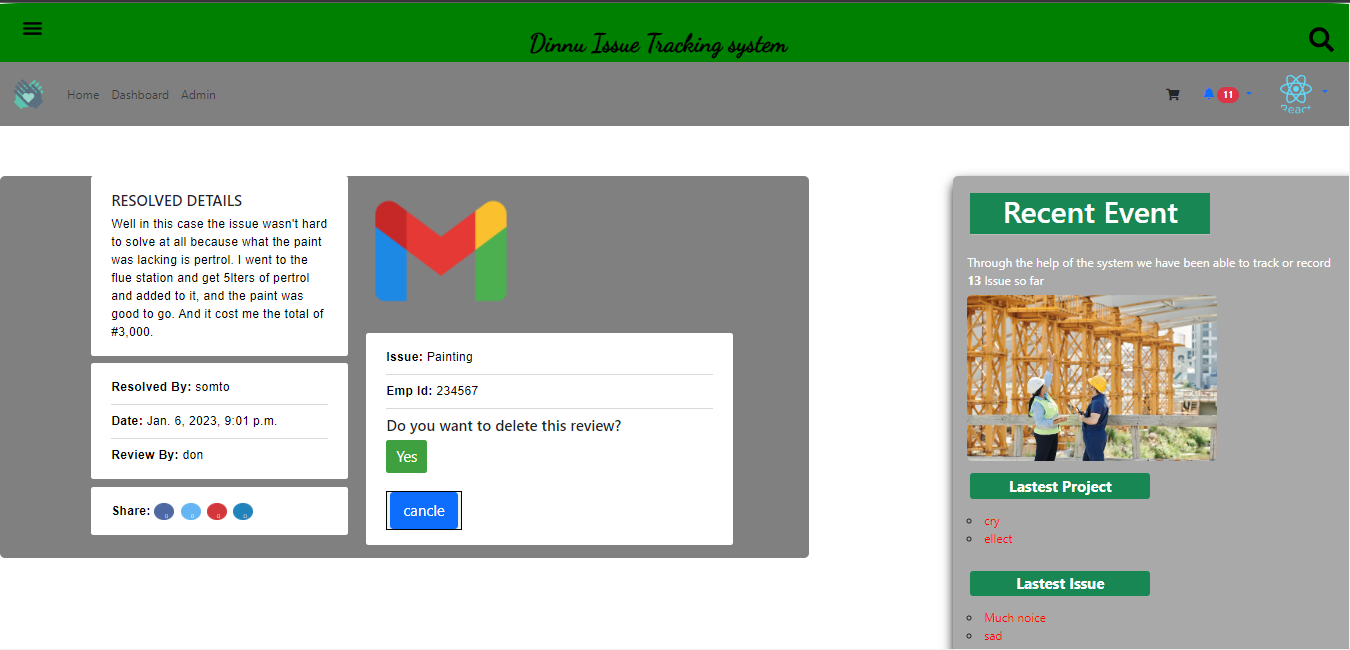 Dinnu Issue Tracking system
Home Dashboard Admin
11
React
RESOLVED DETAILS
Well in this case the issue wasn't hard
to solve at all because what the paint
was lacking is pertrol. I went to the
flue station and get 5lters of pertrol
and added to it, and the paint was
good to go. And it cost me the total of
#3,000.
Resolved By: somto
Date: Jan. 6, 2023, 9:01 p.m.
Review By: don
Share:
Issue: Painting
Emp Id: 234567
Do you want to delete this review?
Yes
cancle
Recent Event
Through the help of the system we have been able to track or record
13 Issue so far
Lastest Project
cry
ellect
Lastest Issue
Much noice
sad